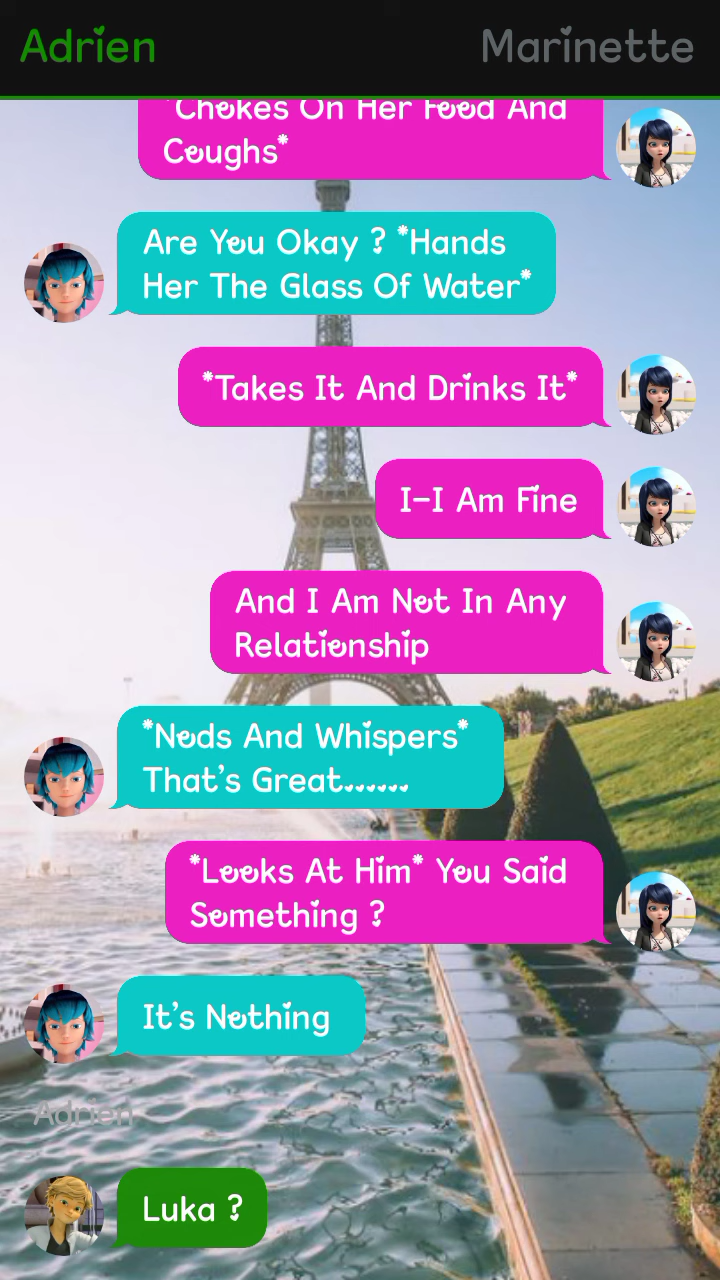 Adrien
Marinette
*Chokes On Her Food And
Coughs*
Are You Okay ? *Hands
Her The Glass Of Water*
*Takes It And Drinks It*
I-I Am Fine
And I Am Not In Any
Relationship
*Nods And Whispers*
That's Great......
*Looks At Him* You Said
Something ?
It's Nothing
Adrien
Luka ?